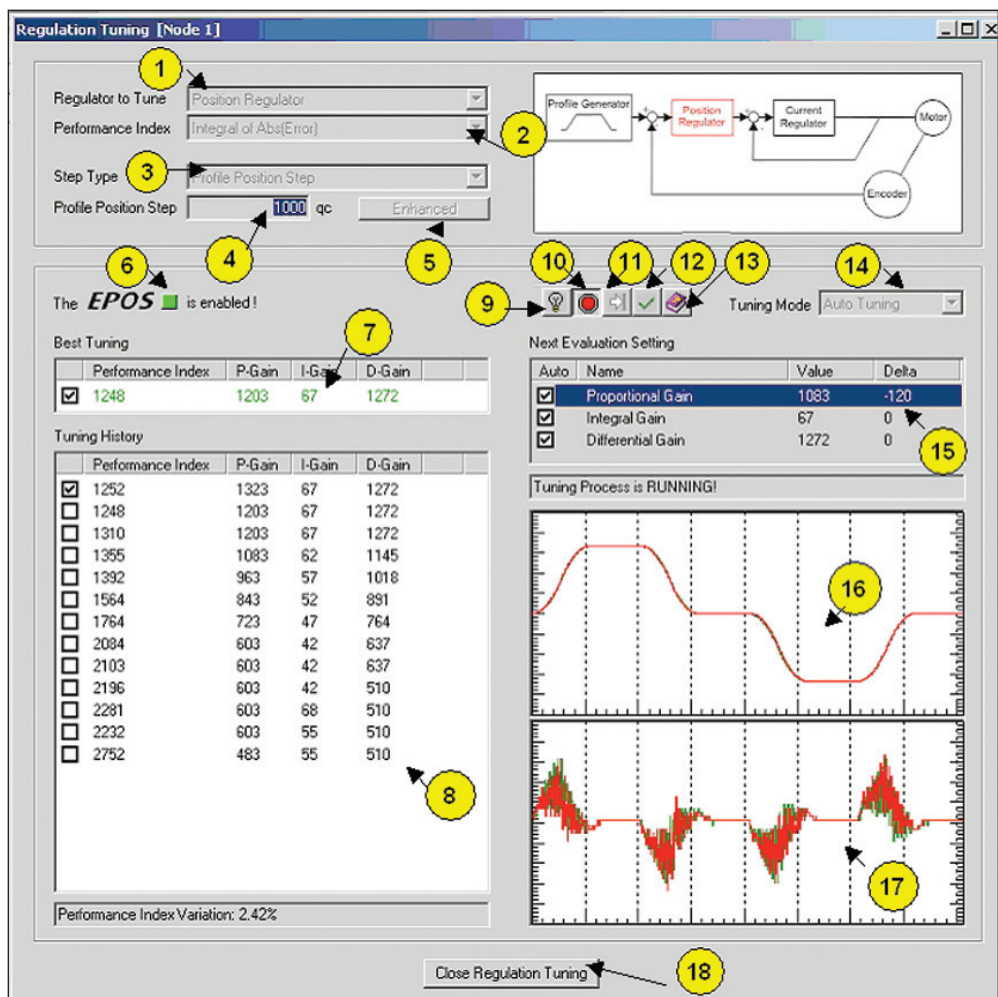 Regulation Tuning [Node 1]
1
Regulator to Tune Position Regulator
Performance Index Integral of Abs(Error)
2
3
Step Type Profile Position Step
Profile Position Step 1000 qc Enhanced
4
5
Profile Generator
+
Position Regulator
+
-
Current Regulator
Motor
Encoder
6
The EPOS is enabled !
9
10
11
12
13
14
Tuning Mode Auto Tuning
Best Tuning
7
Performance Index P-Gain I-Gain D-Gain
1248 1203 67 1272
Tuning History
Performance Index P-Gain I-Gain D-Gain
1252 1323 67 1272
1248 1203 67 1272
1310 1203 67 1272
1355 1083 62 1145
1392 963 57 1018
1564 843 52 891
1764 723 47 764
2084 603 42 637
2103 603 42 637
2196 603 42 510
2281 603 68 510
2232 603 55 510
2752 483 55 510
8
Performance Index Variation: 2.42%
Next Evaluation Setting
Auto Name Value Delta
Proportional Gain 1083 -120
Integral Gain 67 0
Differential Gain 1272 0
15
Tuning Process is RUNNING!
16
17
Close Regulation Tuning
18